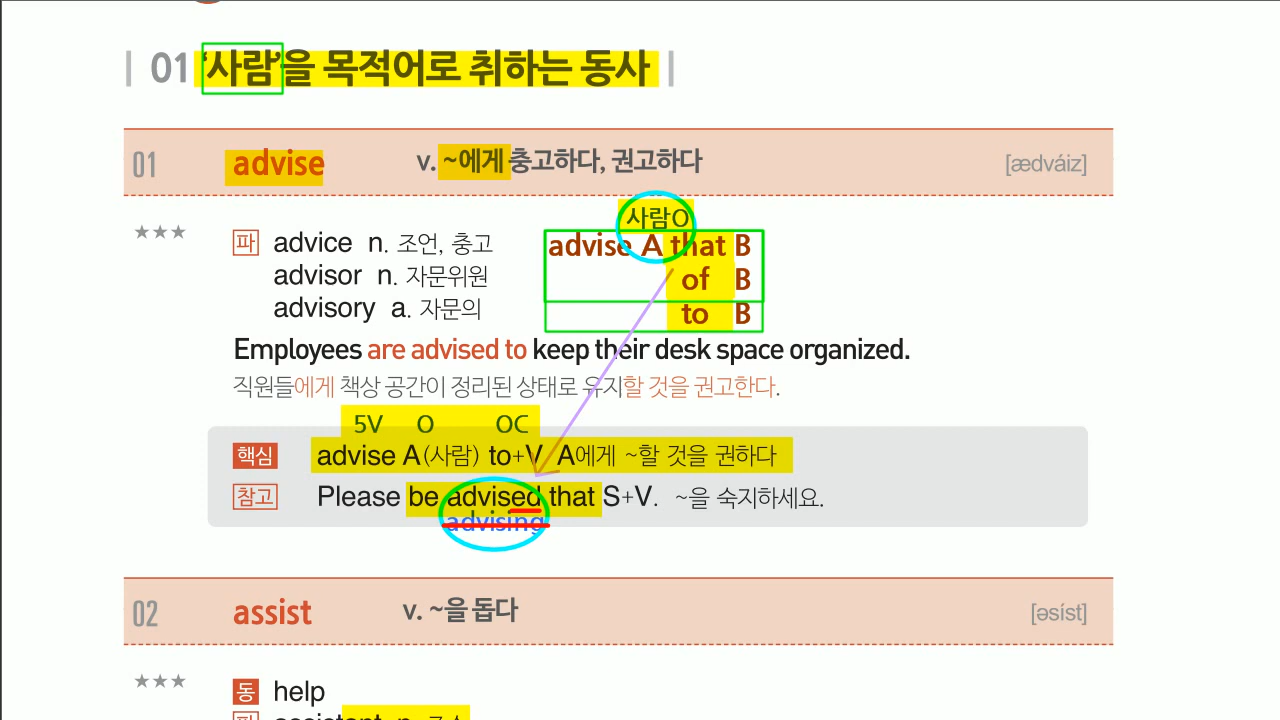 | 01 '사람'을 목적어로 취하는 동사 |
01 advise v. ~에게 충고하다, 권고하다 [ædváiz]
사람O
★★★ 파 advice n. 조언, 충고 advise A that B
advisor n. 자문위원 of B
advisory a. 자문의 to B
Employees are advised to keep their desk space organized.
직원들에게 책상 공간이 정리된 상태로 유지할 것을 권고한다.
5V O OC
핵심 advise A(사람) to+V A에게 ~할 것을 권하다
참고 Please be advised that S+V. ~을 숙지하세요.
advising
02 assist v. ~을 돕다 [əsíst]
★★★ 동 help